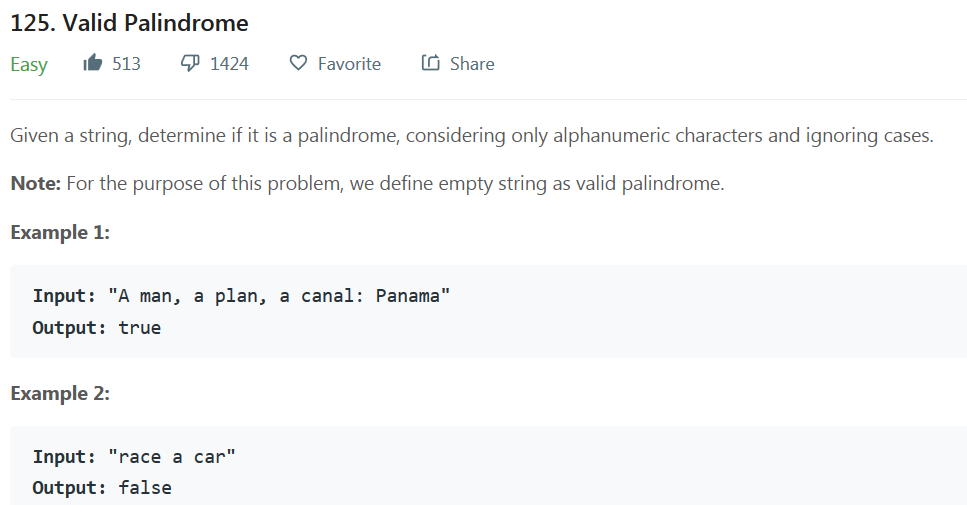 125. Valid Palindrome
Easy 513 1424 Favorite Share
Given a string, determine if it is a palindrome, considering only alphanumeric characters and ignoring cases.
Note: For the purpose of this problem, we define empty string as valid palindrome.
Example 1:
Input: "A man, a plan, a canal: Panama"
Output: true
Example 2:
Input: "race a car"
Output: false